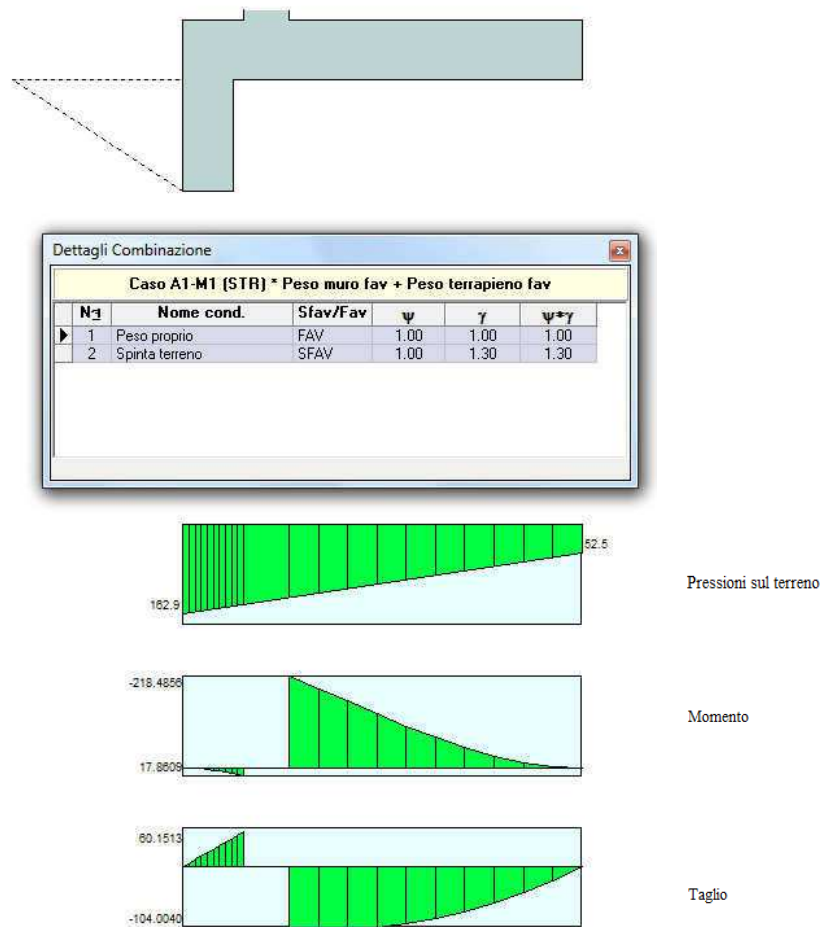 Dettagli Combinazione
Caso A1-M1 (STR) * Peso muro fav + Peso terrapieno fav
Nome cond. Sfav/Fav ψ γ ψ*γ
1 Peso proprio FAV 1.00 1.00 1.00
2 Spinta terreno SFAV 1.00 1.30 1.30
52.5
162.9
Pressioni sul terreno
-218.4856
17.8609
Momento
60.1513
-104.0040
Taglio